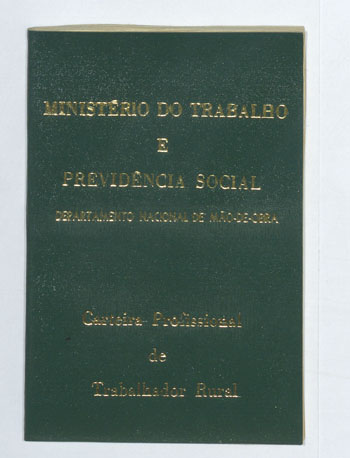 MINISTÉRIO DO TRABALHO
E
PREVIDÊNCIA SOCIAL
DEPARTAMENTO NACIONAL DE MÃO-DE-OBRA
Carteira Profissional
de
Trabalhador Rural